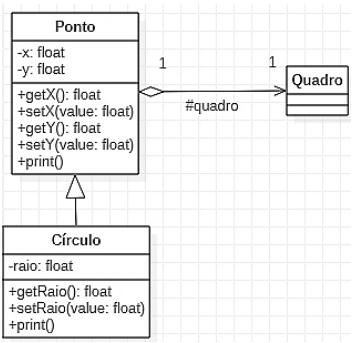 Ponto
-x: float
-y: float
+getX(): float
+setX(value: float)
+getY(): float
+setY(value: float)
+print()
1
1
#quadro
Quadro
Círculo
-raio: float
+getRaio(): float
+setRaio(value: float)
+print()